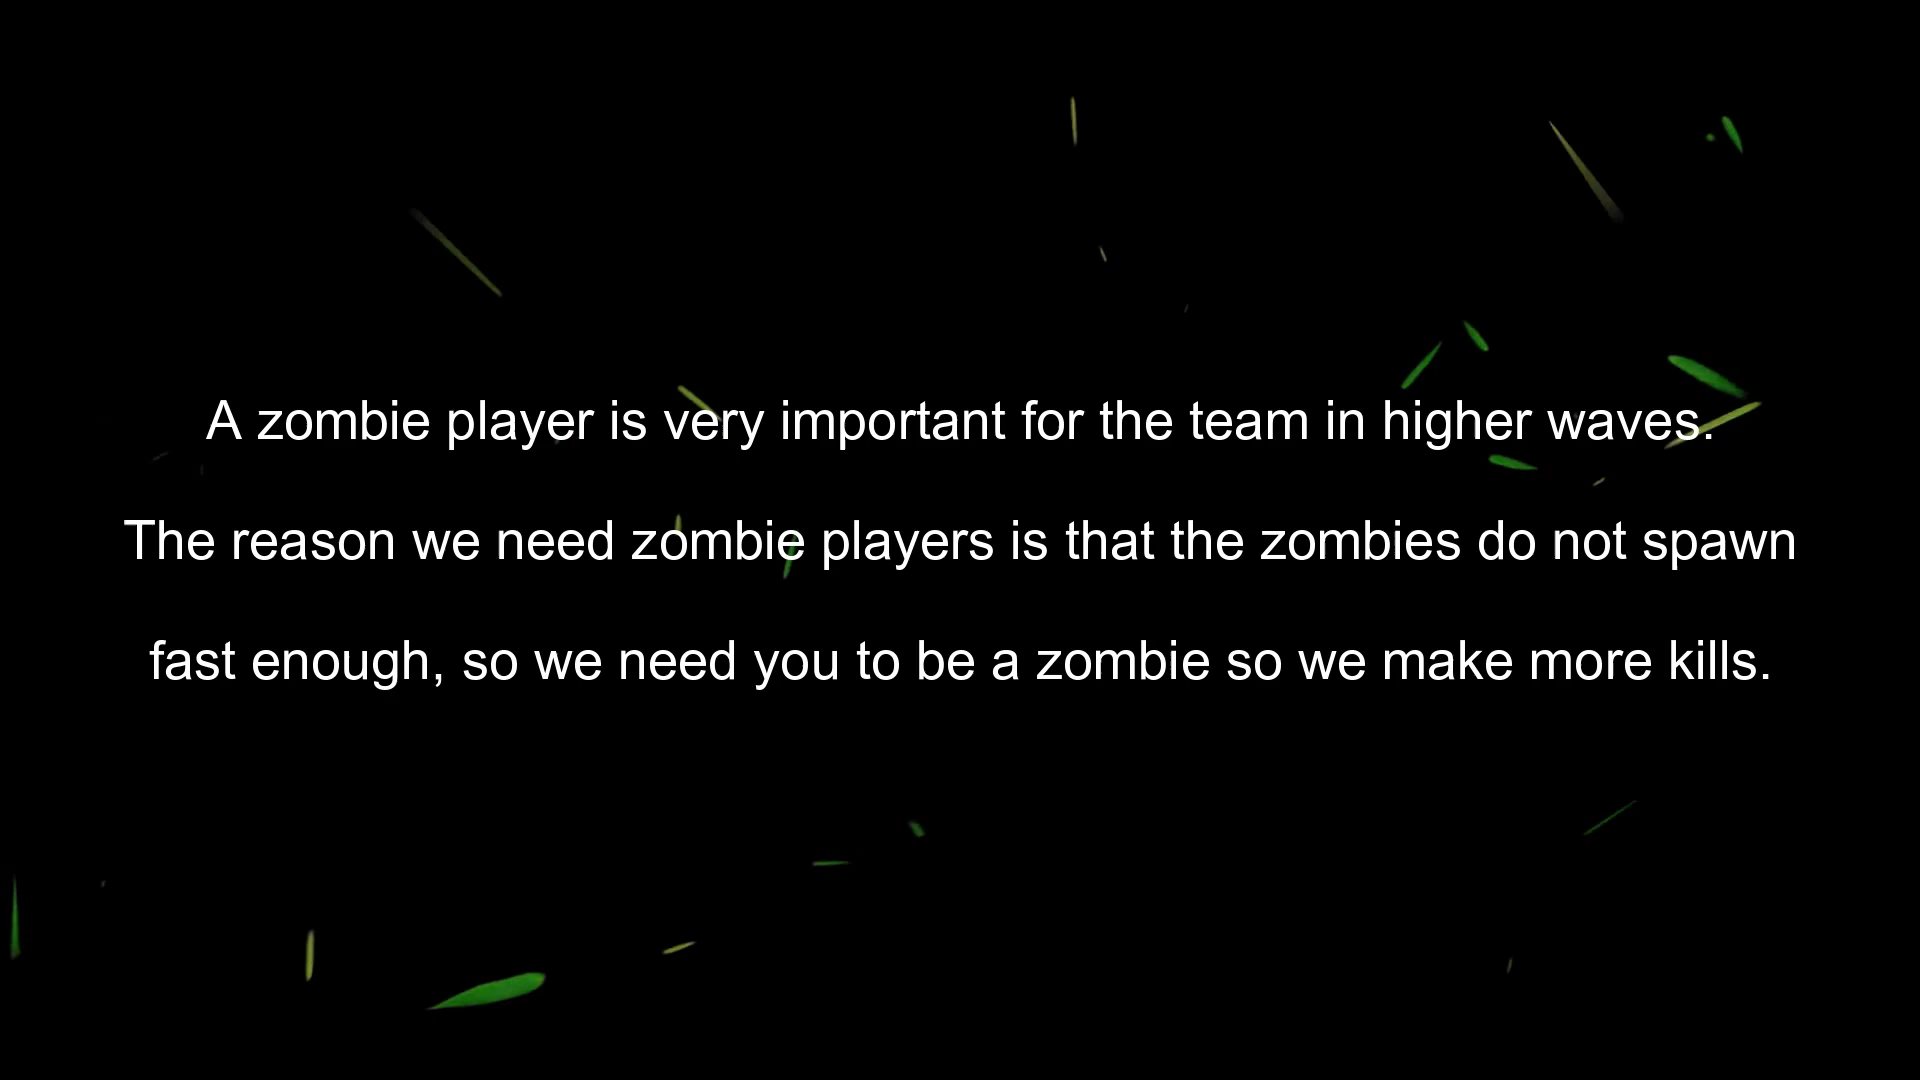 A zombie player is very important for the team in higher waves.
The reason we need zombie players is that the zombies do not spawn
fast enough, so we need you to be a zombie so we make more kills.